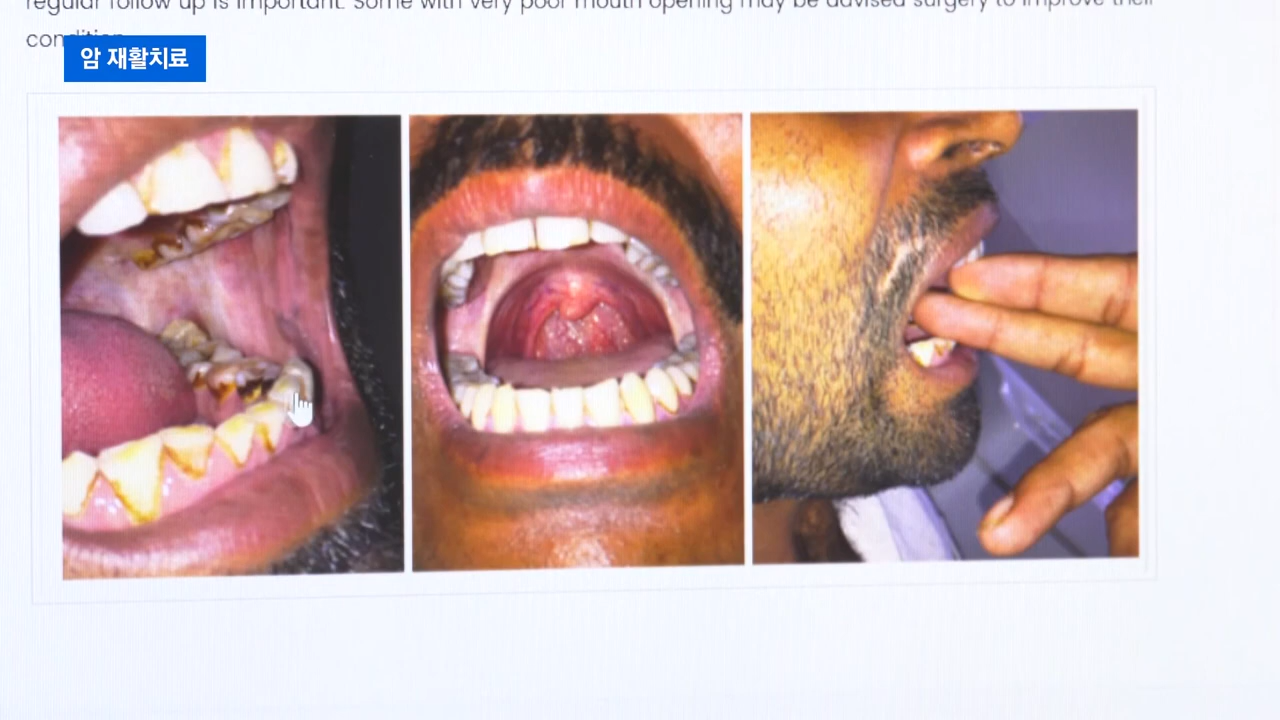 regular follow up is important. Some with very poor mouth opening may be advised surgery to improve their
condition.
암 재활치료